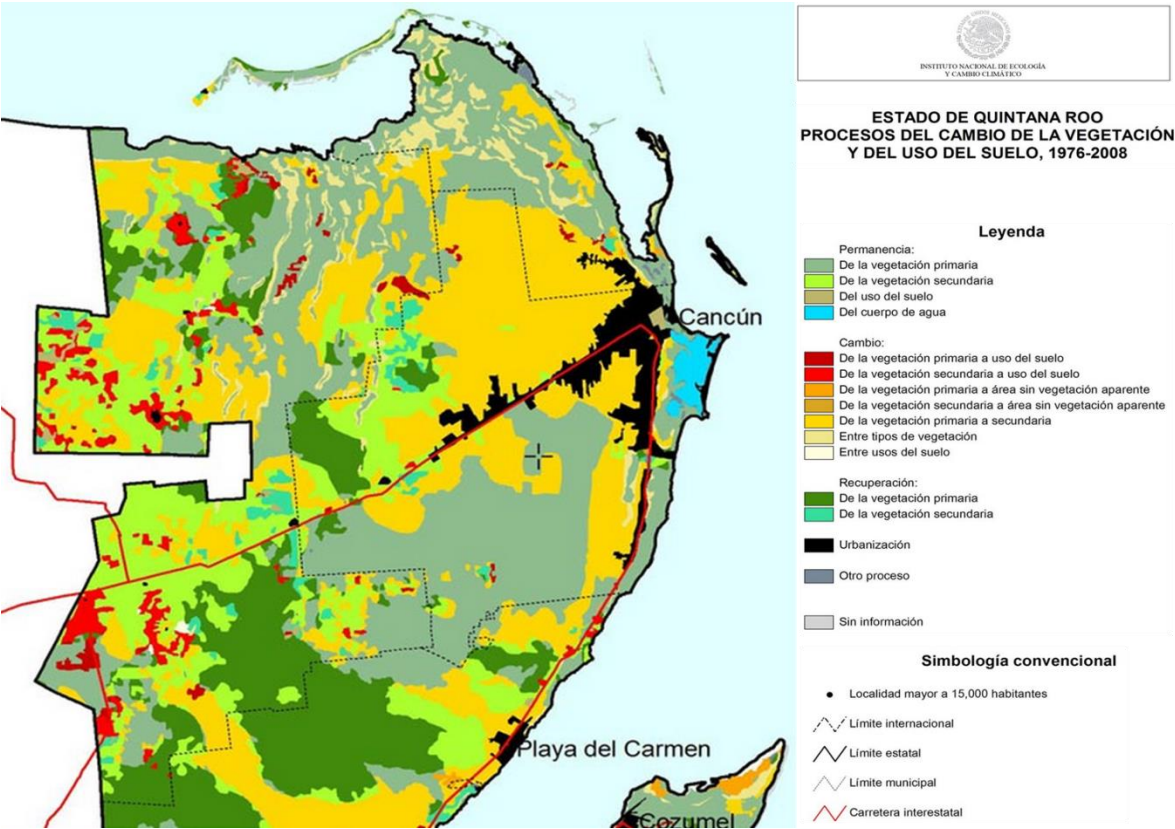 Cancún
Playa del Carmen
Cozumel
ESTADOS UNIDOS MEXICANOS
INSTITUTO NACIONAL DE ECOLOGÍA
Y CAMBIO CLIMÁTICO
ESTADO DE QUINTANA ROO
PROCESOS DEL CAMBIO DE LA VEGETACIÓN
Y DEL USO DEL SUELO, 1976-2008
Leyenda
Permanencia:
De la vegetación primaria
De la vegetación secundaria
Del uso del suelo
Del cuerpo de agua
Cambio:
De la vegetación primaria a uso del suelo
De la vegetación secundaria a uso del suelo
De la vegetación primaria a área sin vegetación aparente
De la vegetación secundaria a área sin vegetación aparente
De la vegetación primaria a secundaria
Entre tipos de vegetación
Entre usos del suelo
Recuperación:
De la vegetación primaria
De la vegetación secundaria
Urbanización
Otro proceso
Sin información
Simbología convencional
Localidad mayor a 15,000 habitantes
Límite internacional
Límite estatal
Límite municipal
Carretera interestatal